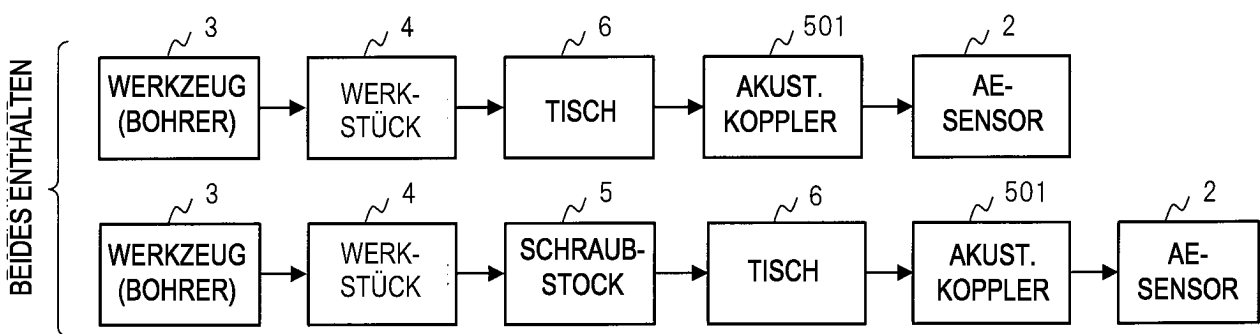 BEIDES ENTHALTEN
3
4
6
501
2
WERKZEUG
(BOHRER)
WERK-
STÜCK
TISCH
AKUST.
KOPPLER
AE-
SENSOR
3
4
5
6
501
2
WERKZEUG
(BOHRER)
WERK-
STÜCK
SCHRAUB-
STOCK
TISCH
AKUST.
KOPPLER
AE-
SENSOR